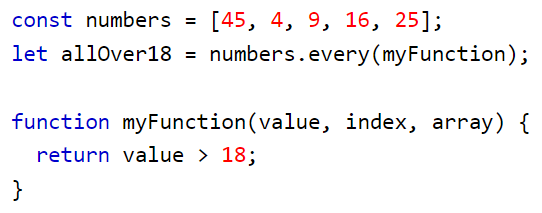 const numbers = [45, 4, 9, 16, 25];
let allOver18 = numbers.every(myFunction);

function myFunction(value, index, array) {
  return value > 18;
}